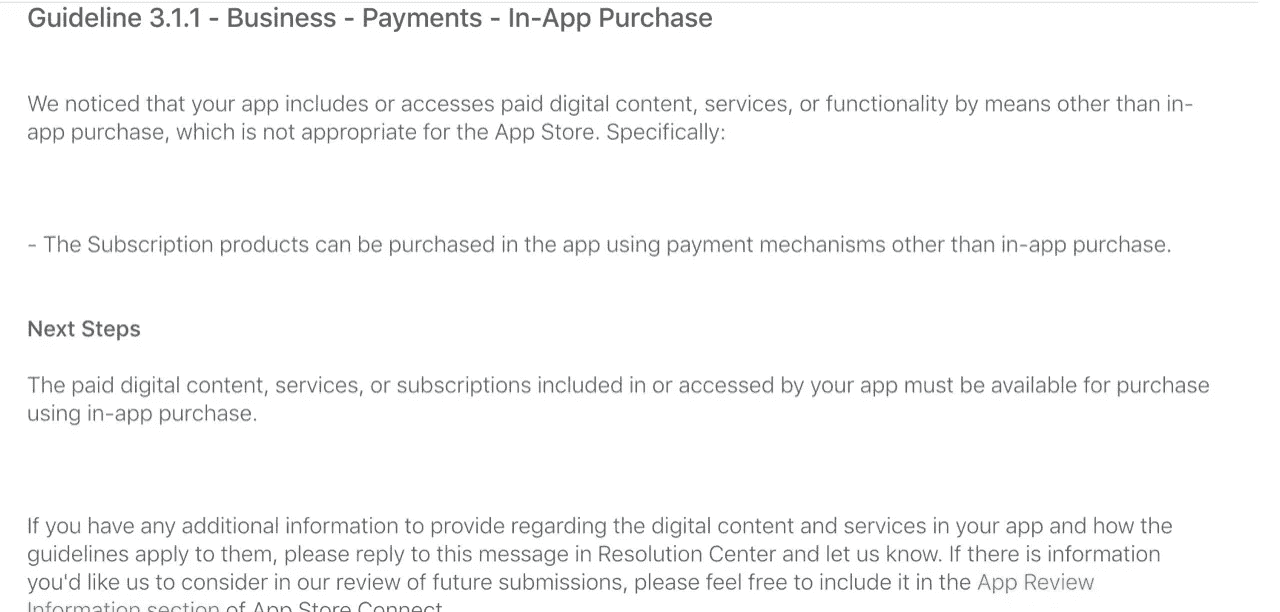 Guideline 3.1.1 - Business - Payments - In-App Purchase
We noticed that your app includes or accesses paid digital content, services, or functionality by means other than in-
app purchase, which is not appropriate for the App Store. Specifically:
- The Subscription products can be purchased in the app using payment mechanisms other than in-app purchase.
Next Steps
The paid digital content, services, or subscriptions included in or accessed by your app must be available for purchase
using in-app purchase.
If you have any additional information to provide regarding the digital content and services in your app and how the
guidelines apply to them, please reply to this message in Resolution Center and let us know. If there is information
you'd like us to consider in our review of future submissions, please feel free to include it in the App Review
Information section of App Store Connect.